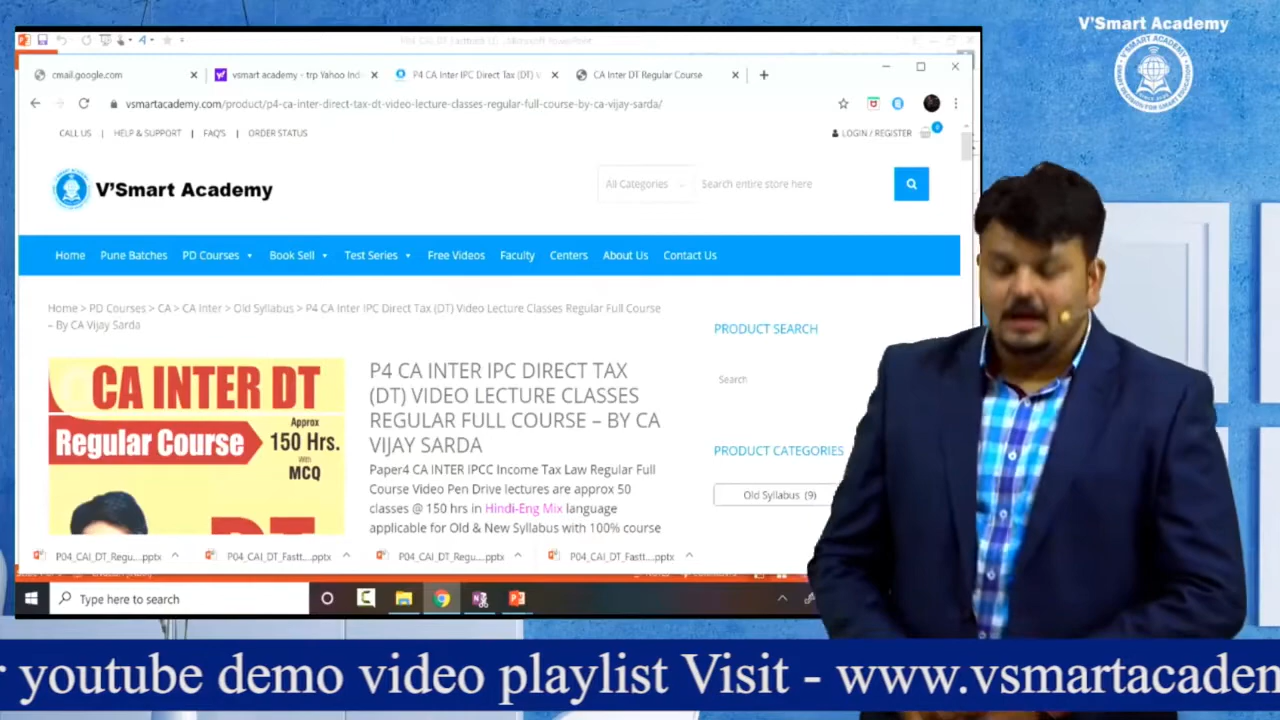 V'Smart Academy
cmail.google.com
vsmart academy - trp Yahoo Ind
P4 CA Inter IPC Direct Tax (DT) V
CA Inter DT Regular Course
vsmartacademy.com/product/p4-ca-inter-direct-tax-dt-video-lecture-classes-regular-full-course-by-ca-vijay-sarda/
CALL US | HELP & SUPPORT | FAQ'S | ORDER STATUS
LOGIN / REGISTER 0
V'Smart Academy
All Categories
Search entire store here
Home Pune Batches PD Courses Book Sell Test Series Free Videos Faculty Centers About Us Contact Us
Home > PD Courses > CA > CA Inter > Old Syllabus > P4 CA Inter IPC Direct Tax (DT) Video Lecture Classes Regular Full Course
– By CA Vijay Sarda
CA INTER DT
Regular Course
Approx
150 Hrs.
With
MCQ
DT
P4 CA INTER IPC DIRECT TAX
(DT) VIDEO LECTURE CLASSES
REGULAR FULL COURSE – BY CA
VIJAY SARDA
Paper4 CA INTER IPCC Income Tax Law Regular Full
Course Video Pen Drive lectures are approx 50
classes @ 150 hrs in Hindi-Eng Mix language
applicable for Old & New Syllabus with 100% course
PRODUCT SEARCH
Search
PRODUCT CATEGORIES
Old Syllabus (9)
P04_CAI_DT_Regu....pptx
P04_CAI_DT_Fastt....pptx
P04_CAI_DT_Regu....pptx
P04_CAI_DT_Fastt....pptx
Type here to search
r youtube demo video playlist Visit - www.vsmartacadem